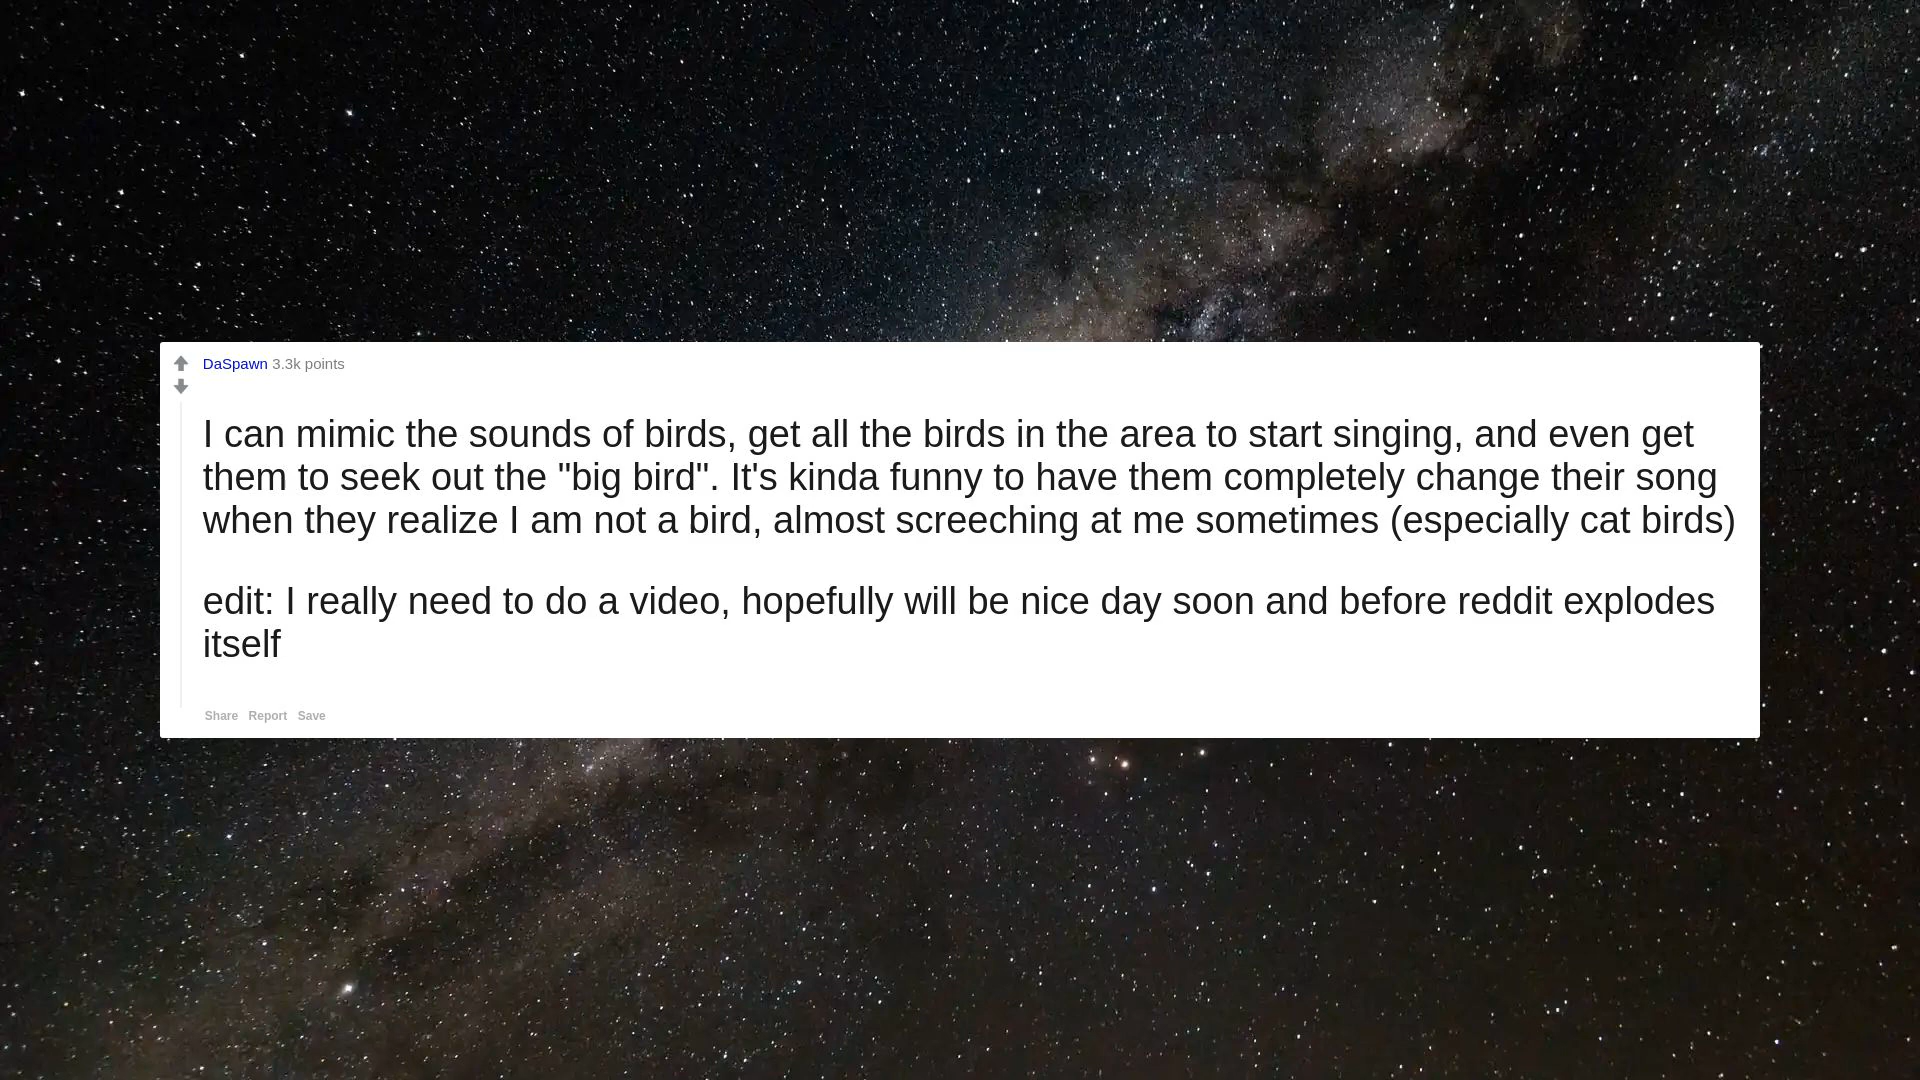 DaSpawn 3.3k points
I can mimic the sounds of birds, get all the birds in the area to start singing, and even get
them to seek out the "big bird". It's kinda funny to have them completely change their song
when they realize I am not a bird, almost screeching at me sometimes (especially cat birds)
edit: I really need to do a video, hopefully will be nice day soon and before reddit explodes
itself
Share Report Save